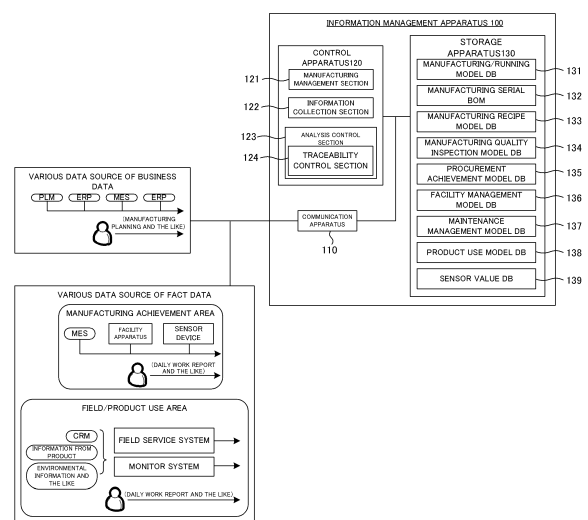 INFORMATION MANAGEMENT APPARATUS 100
CONTROL
APPARATUS120
121
MANUFACTURING
MANAGEMENT SECTION
122
INFORMATION
COLLECTION SECTION
123
ANALYSIS CONTROL
SECTION
124
TRACEABILITY
CONTROL SECTION
STORAGE
APPARATUS130
MANUFACTURING/RUNNING
MODEL DB
131
MANUFACTURING SERIAL
BOM
132
MANUFACTURING RECIPE
MODEL DB
133
MANUFACTURING QUALITY
INSPECTION MODEL DB
134
PROCUREMENT
ACHIEVEMENT MODEL DB
135
FACILITY MANAGEMENT
MODEL DB
136
MAINTENANCE
MANAGEMENT MODEL DB
137
PRODUCT USE MODEL DB
138
SENSOR VALUE DB
139
COMMUNICATION
APPARATUS
110
VARIOUS DATA SOURCE OF BUSINESS
DATA
PLM
ERP
MES
ERP
(MANUFACTURING
PLANNING AND THE LIKE)
VARIOUS DATA SOURCE OF FACT DATA
MANUFACTURING ACHIEVEMENT AREA
MES
FACILITY
APPARATUS
SENSOR
DEVICE
(DAILY WORK REPORT
AND THE LIKE)
FIELD/PRODUCT USE AREA
CRM
INFORMATION FROM
PRODUCT
ENVIRONMENTAL
INFORMATION AND
THE LIKE
FIELD SERVICE SYSTEM
MONITOR SYSTEM
(DAILY WORK REPORT AND THE LIKE)